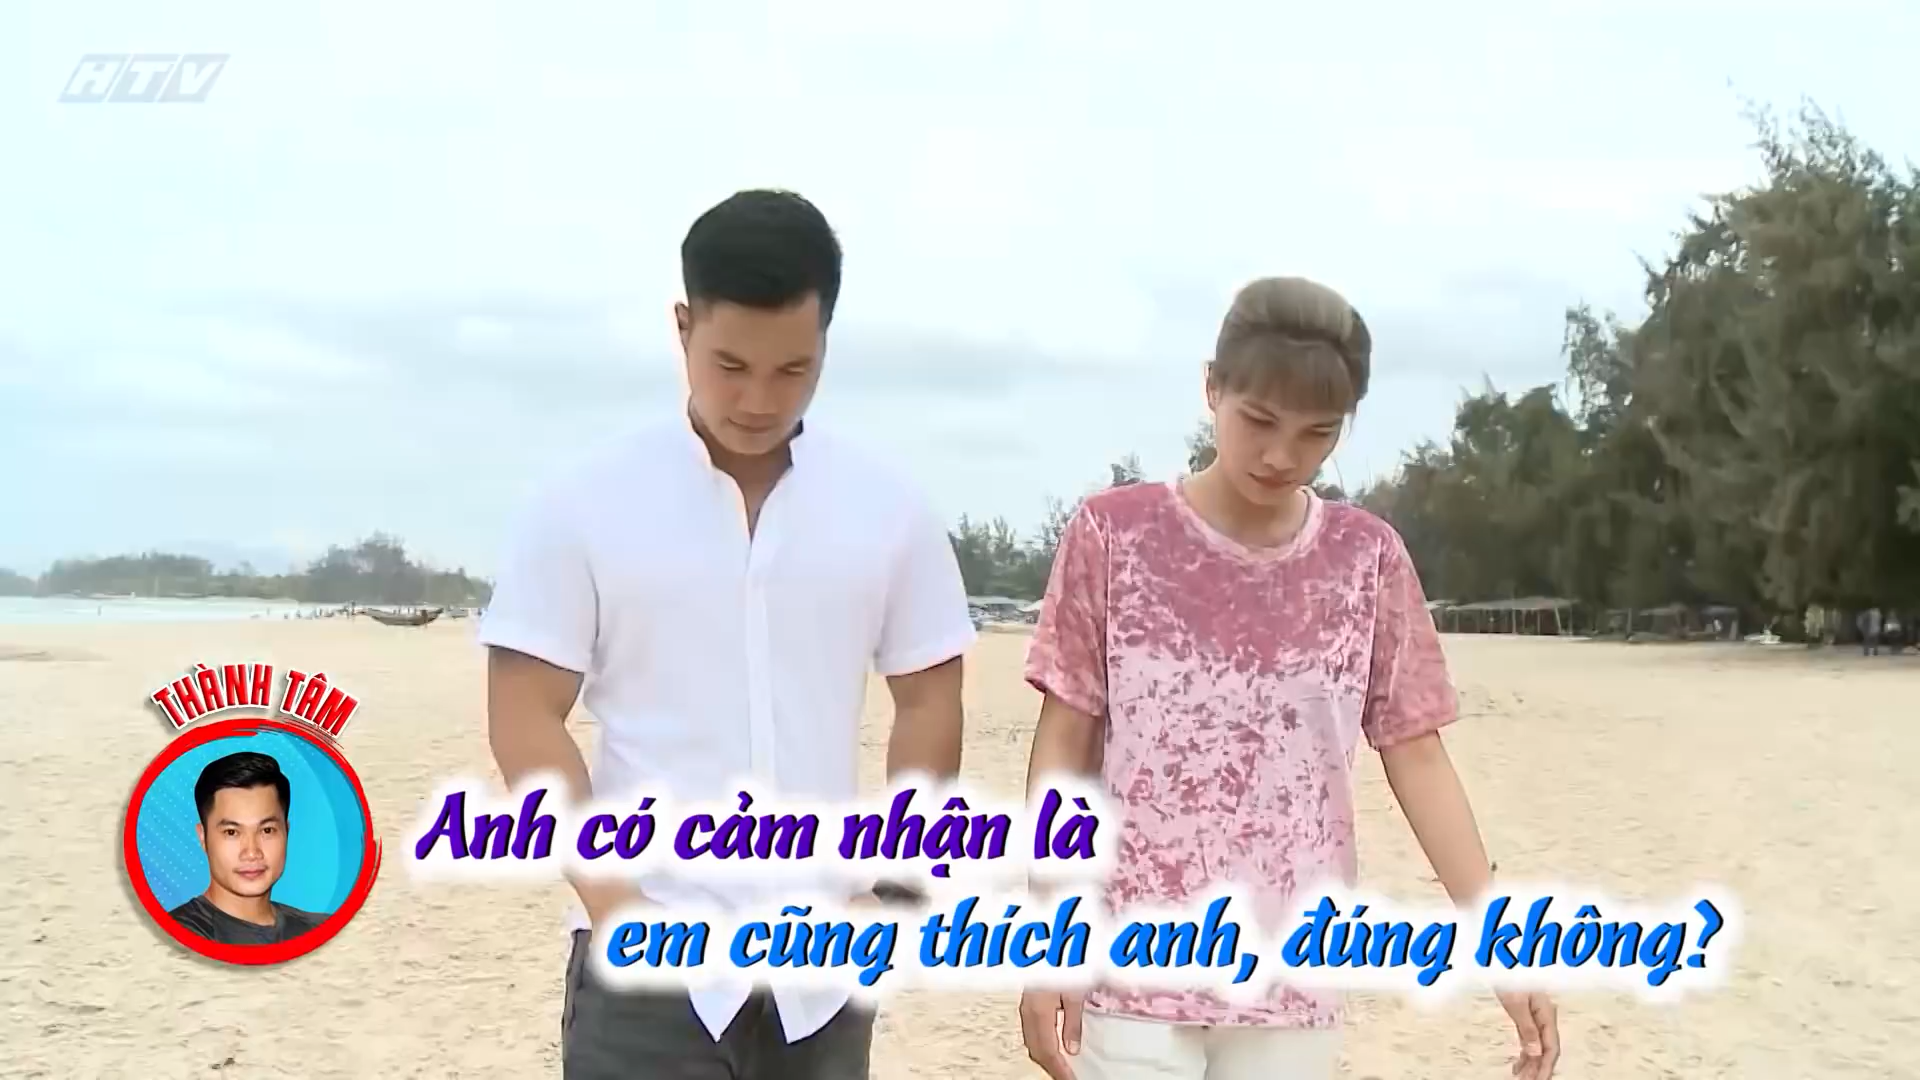 HTV
THÀNH TÂM
Anh có cảm nhận là
em cũng thích anh, đúng không?